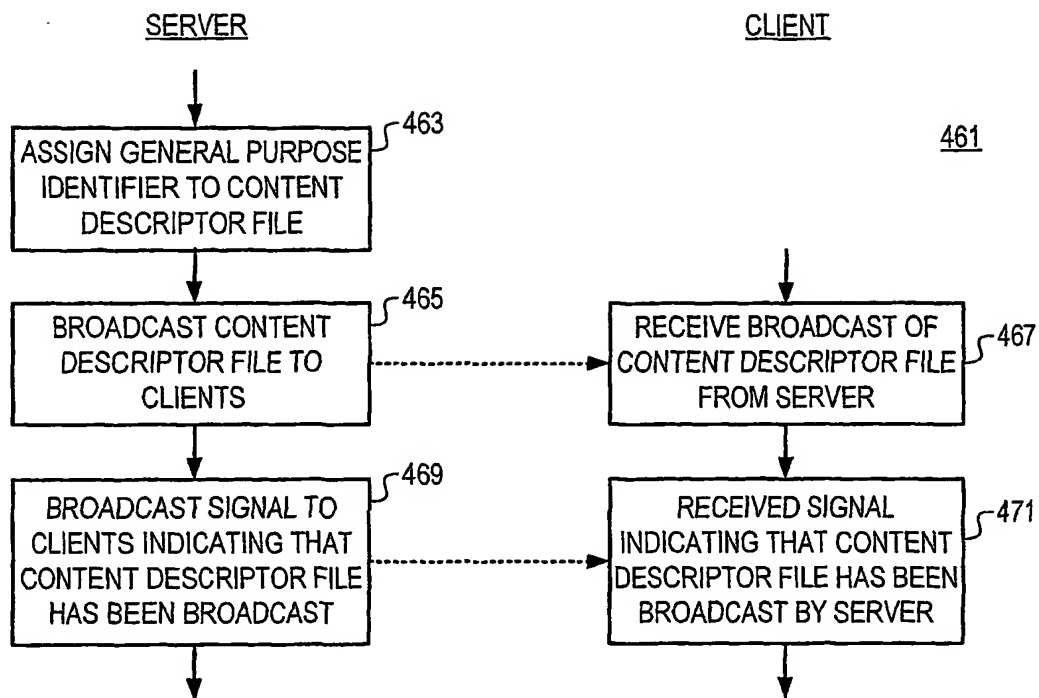 SERVER
CLIENT
463
ASSIGN GENERAL PURPOSE
IDENTIFIER TO CONTENT
DESCRIPTOR FILE
461
465
BROADCAST CONTENT
DESCRIPTOR FILE TO
CLIENTS
RECEIVE BROADCAST OF
CONTENT DESCRIPTOR FILE
FROM SERVER
467
469
BROADCAST SIGNAL TO
CLIENTS INDICATING THAT
CONTENT DESCRIPTOR FILE
HAS BEEN BROADCAST
RECEIVED SIGNAL
INDICATING THAT CONTENT
DESCRIPTOR FILE HAS BEEN
BROADCAST BY SERVER
471